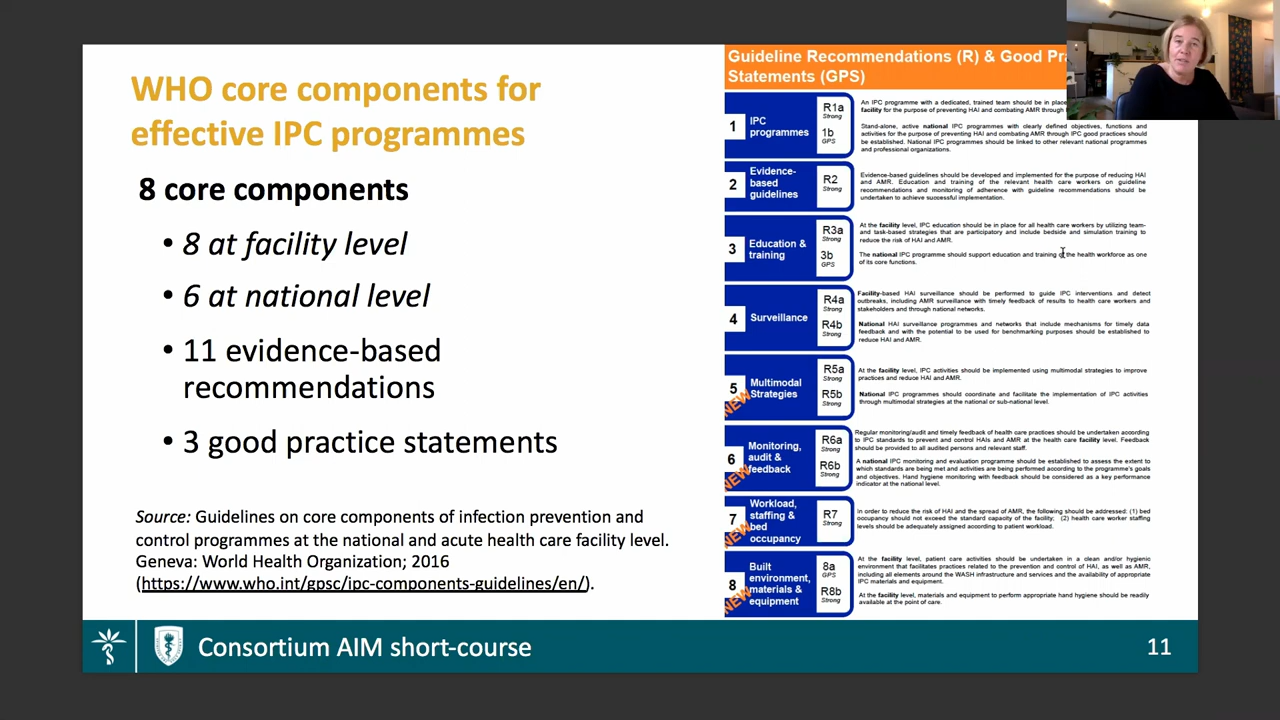 WHO core components for
effective IPC programmes
8 core components
• 8 at facility level
• 6 at national level
• 11 evidence-based
recommendations
• 3 good practice statements
Source: Guidelines on core components of infection prevention and
control programmes at the national and acute health care facility level.
Geneva: World Health Organization; 2016
(https://www.who.int/gpsc/ipc-components-guidelines/en/).
Guideline Recommendations (R) & Good Pra
Statements (GPS)
1
IPC
programmes
R1a
Strong
1b
GPS
An IPC programme with a dedicated, trained team should be in place
facility for the purpose of preventing HAI and combating AMR through
Stand-alone, active national IPC programmes with clearly defined objectives, functions and
activities for the purpose of preventing HAI and combating AMR through IPC good practices should
be established. National IPC programmes should be linked to other relevant national programmes
and professional organizations.
2
Evidence-
based
guidelines
R2
Strong
Evidence-based guidelines should be developed and implemented for the purpose of reducing HAI
and AMR. Education and training of the relevant health care workers on guideline
recommendations and monitoring of adherence with guideline recommendations should be
undertaken to achieve successful implementation.
3
Education &
training
R3a
Strong
3b
GPS
At the facility level, IPC education should be in place for all health care workers by utilizing team-
and task-based strategies that are participatory and include bedside and simulation training to
reduce the risk of HAI and AMR.
The national IPC programme should support education and training of the health workforce as one
of its core functions.
4
Surveillance
R4a
Strong
R4b
Strong
Facility-based HAI surveillance should be performed to guide IPC interventions and detect
outbreaks, including AMR surveillance with timely feedback of results to health care workers and
stakeholders and through national networks.
National HAI surveillance programmes and networks that include mechanisms for timely data
feedback and with the potential to be used for benchmarking purposes should be established to
reduce HAI and AMR.
5
NEW
Multimodal
Strategies
R5a
Strong
R5b
Strong
At the facility level, IPC activities should be implemented using multimodal strategies to improve
practices and reduce HAI and AMR.
National IPC programmes should coordinate and facilitate the implementation of IPC activities
through multimodal strategies at the national or sub-national level.
6
NEW
Monitoring,
audit &
feedback
R6a
Strong
R6b
Strong
Regular monitoring/audit and timely feedback of health care practices should be undertaken according
to IPC standards to prevent and control HAIs and AMR at the health care facility level. Feedback
should be provided to all audited persons and relevant staff.
A national IPC monitoring and evaluation programme should be established to assess the extent to
which standards are being met and activities are being performed according to the programme's goals
and objectives. Hand hygiene monitoring with feedback should be considered as a key performance
indicator at the national level.
7
NEW
Workload,
staffing &
bed
occupancy
R7
Strong
In order to reduce the risk of HAI and the spread of AMR, the following should be addressed: (1) bed
occupancy should not exceed the standard capacity of the facility; (2) health care worker staffing
levels should be adequately assigned according to patient workload.
8
NEW
Built
environment,
materials &
equipment
8a
GPS
R8b
Strong
At the facility level, patient care activities should be undertaken in a clean and/or hygienic
environment that facilitates practices related to the prevention and control of HAI, as well as AMR,
including all elements around the WASH infrastructure and services and the availability of appropriate
IPC materials and equipment.
At the facility level, materials and equipment to perform appropriate hand hygiene should be readily
available at the point of care.
Consortium AIM short-course
11